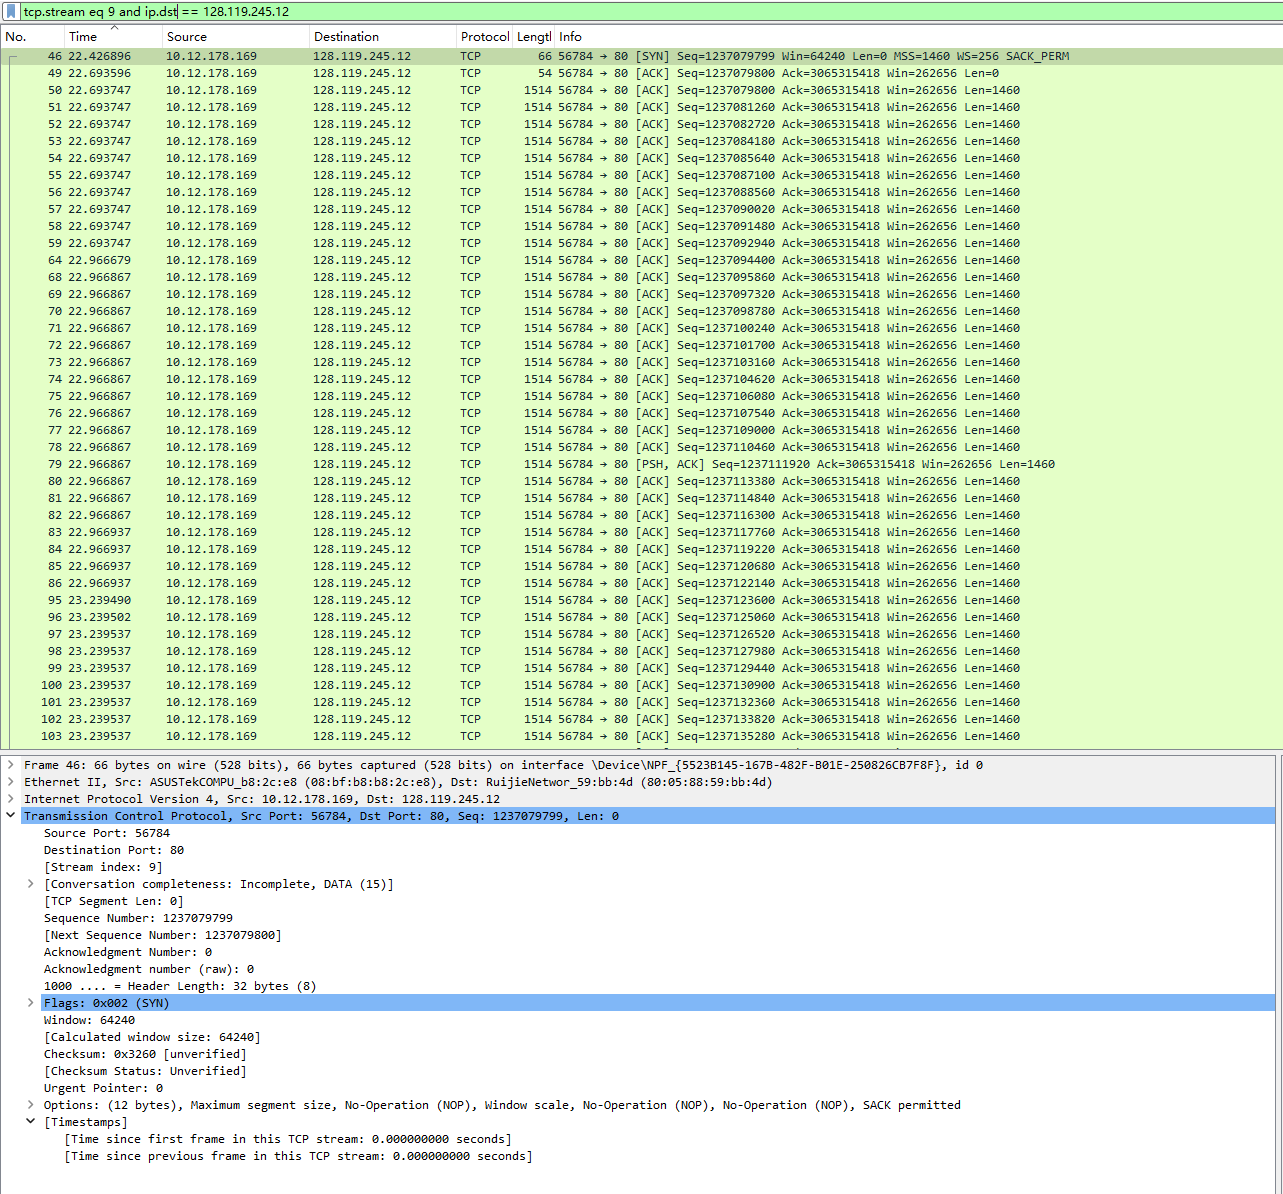 tcp.stream eq 9 and ip.dst == 128.119.245.12
No. Time Source Destination Protocol Lengtl Info
46 22.426896 10.12.178.169 128.119.245.12 TCP 66 56784 → 80 [SYN] Seq=1237079799 Win=64240 Len=0 MSS=1460 WS=256 SACK_PERM
49 22.693596 10.12.178.169 128.119.245.12 TCP 54 56784 → 80 [ACK] Seq=1237079800 Ack=3065315418 Win=262656 Len=0
50 22.693747 10.12.178.169 128.119.245.12 TCP 1514 56784 → 80 [ACK] Seq=1237079800 Ack=3065315418 Win=262656 Len=1460
51 22.693747 10.12.178.169 128.119.245.12 TCP 1514 56784 → 80 [ACK] Seq=1237081260 Ack=3065315418 Win=262656 Len=1460
52 22.693747 10.12.178.169 128.119.245.12 TCP 1514 56784 → 80 [ACK] Seq=1237082720 Ack=3065315418 Win=262656 Len=1460
53 22.693747 10.12.178.169 128.119.245.12 TCP 1514 56784 → 80 [ACK] Seq=1237084180 Ack=3065315418 Win=262656 Len=1460
54 22.693747 10.12.178.169 128.119.245.12 TCP 1514 56784 → 80 [ACK] Seq=1237085640 Ack=3065315418 Win=262656 Len=1460
55 22.693747 10.12.178.169 128.119.245.12 TCP 1514 56784 → 80 [ACK] Seq=1237087100 Ack=3065315418 Win=262656 Len=1460
56 22.693747 10.12.178.169 128.119.245.12 TCP 1514 56784 → 80 [ACK] Seq=1237088560 Ack=3065315418 Win=262656 Len=1460
57 22.693747 10.12.178.169 128.119.245.12 TCP 1514 56784 → 80 [ACK] Seq=1237090020 Ack=3065315418 Win=262656 Len=1460
58 22.693747 10.12.178.169 128.119.245.12 TCP 1514 56784 → 80 [ACK] Seq=1237091480 Ack=3065315418 Win=262656 Len=1460
59 22.693747 10.12.178.169 128.119.245.12 TCP 1514 56784 → 80 [ACK] Seq=1237092940 Ack=3065315418 Win=262656 Len=1460
64 22.966679 10.12.178.169 128.119.245.12 TCP 1514 56784 → 80 [ACK] Seq=1237094400 Ack=3065315418 Win=262656 Len=1460
68 22.966867 10.12.178.169 128.119.245.12 TCP 1514 56784 → 80 [ACK] Seq=1237095860 Ack=3065315418 Win=262656 Len=1460
69 22.966867 10.12.178.169 128.119.245.12 TCP 1514 56784 → 80 [ACK] Seq=1237097320 Ack=3065315418 Win=262656 Len=1460
70 22.966867 10.12.178.169 128.119.245.12 TCP 1514 56784 → 80 [ACK] Seq=1237098780 Ack=3065315418 Win=262656 Len=1460
71 22.966867 10.12.178.169 128.119.245.12 TCP 1514 56784 → 80 [ACK] Seq=1237100240 Ack=3065315418 Win=262656 Len=1460
72 22.966867 10.12.178.169 128.119.245.12 TCP 1514 56784 → 80 [ACK] Seq=1237101700 Ack=3065315418 Win=262656 Len=1460
73 22.966867 10.12.178.169 128.119.245.12 TCP 1514 56784 → 80 [ACK] Seq=1237103160 Ack=3065315418 Win=262656 Len=1460
74 22.966867 10.12.178.169 128.119.245.12 TCP 1514 56784 → 80 [ACK] Seq=1237104620 Ack=3065315418 Win=262656 Len=1460
75 22.966867 10.12.178.169 128.119.245.12 TCP 1514 56784 → 80 [ACK] Seq=1237106080 Ack=3065315418 Win=262656 Len=1460
76 22.966867 10.12.178.169 128.119.245.12 TCP 1514 56784 → 80 [ACK] Seq=1237107540 Ack=3065315418 Win=262656 Len=1460
77 22.966867 10.12.178.169 128.119.245.12 TCP 1514 56784 → 80 [ACK] Seq=1237109000 Ack=3065315418 Win=262656 Len=1460
78 22.966867 10.12.178.169 128.119.245.12 TCP 1514 56784 → 80 [ACK] Seq=1237110460 Ack=3065315418 Win=262656 Len=1460
79 22.966867 10.12.178.169 128.119.245.12 TCP 1514 56784 → 80 [PSH, ACK] Seq=1237111920 Ack=3065315418 Win=262656 Len=1460
80 22.966867 10.12.178.169 128.119.245.12 TCP 1514 56784 → 80 [ACK] Seq=1237113380 Ack=3065315418 Win=262656 Len=1460
81 22.966867 10.12.178.169 128.119.245.12 TCP 1514 56784 → 80 [ACK] Seq=1237114840 Ack=3065315418 Win=262656 Len=1460
82 22.966867 10.12.178.169 128.119.245.12 TCP 1514 56784 → 80 [ACK] Seq=1237116300 Ack=3065315418 Win=262656 Len=1460
83 22.966937 10.12.178.169 128.119.245.12 TCP 1514 56784 → 80 [ACK] Seq=1237117760 Ack=3065315418 Win=262656 Len=1460
84 22.966937 10.12.178.169 128.119.245.12 TCP 1514 56784 → 80 [ACK] Seq=1237119220 Ack=3065315418 Win=262656 Len=1460
85 22.966937 10.12.178.169 128.119.245.12 TCP 1514 56784 → 80 [ACK] Seq=1237120680 Ack=3065315418 Win=262656 Len=1460
86 22.966937 10.12.178.169 128.119.245.12 TCP 1514 56784 → 80 [ACK] Seq=1237122140 Ack=3065315418 Win=262656 Len=1460
95 23.239490 10.12.178.169 128.119.245.12 TCP 1514 56784 → 80 [ACK] Seq=1237123600 Ack=3065315418 Win=262656 Len=1460
96 23.239502 10.12.178.169 128.119.245.12 TCP 1514 56784 → 80 [ACK] Seq=1237125060 Ack=3065315418 Win=262656 Len=1460
97 23.239537 10.12.178.169 128.119.245.12 TCP 1514 56784 → 80 [ACK] Seq=1237126520 Ack=3065315418 Win=262656 Len=1460
98 23.239537 10.12.178.169 128.119.245.12 TCP 1514 56784 → 80 [ACK] Seq=1237127980 Ack=3065315418 Win=262656 Len=1460
99 23.239537 10.12.178.169 128.119.245.12 TCP 1514 56784 → 80 [ACK] Seq=1237129440 Ack=3065315418 Win=262656 Len=1460
100 23.239537 10.12.178.169 128.119.245.12 TCP 1514 56784 → 80 [ACK] Seq=1237130900 Ack=3065315418 Win=262656 Len=1460
101 23.239537 10.12.178.169 128.119.245.12 TCP 1514 56784 → 80 [ACK] Seq=1237132360 Ack=3065315418 Win=262656 Len=1460
102 23.239537 10.12.178.169 128.119.245.12 TCP 1514 56784 → 80 [ACK] Seq=1237133820 Ack=3065315418 Win=262656 Len=1460
103 23.239537 10.12.178.169 128.119.245.12 TCP 1514 56784 → 80 [ACK] Seq=1237135280 Ack=3065315418 Win=262656 Len=1460
Frame 46: 66 bytes on wire (528 bits), 66 bytes captured (528 bits) on interface \Device\NPF_{5523B145-167B-482F-B01E-250826CB7F8F}, id 0
Ethernet II, Src: ASUSTekCOMPU_b8:2c:e8 (08:bf:b8:b8:2c:e8), Dst: RuijieNetwor_59:bb:4d (80:05:88:59:bb:4d)
Internet Protocol Version 4, Src: 10.12.178.169, Dst: 128.119.245.12
Transmission Control Protocol, Src Port: 56784, Dst Port: 80, Seq: 1237079799, Len: 0
Source Port: 56784
Destination Port: 80
[Stream index: 9]
[Conversation completeness: Incomplete, DATA (15)]
[TCP Segment Len: 0]
Sequence Number: 1237079799
[Next Sequence Number: 1237079800]
Acknowledgment Number: 0
Acknowledgment number (raw): 0
1000 .... = Header Length: 32 bytes (8)
Flags: 0x002 (SYN)
Window: 64240
[Calculated window size: 64240]
Checksum: 0x3260 [unverified]
[Checksum Status: Unverified]
Urgent Pointer: 0
Options: (12 bytes), Maximum segment size, No-Operation (NOP), Window scale, No-Operation (NOP), No-Operation (NOP), SACK permitted
[Timestamps]
[Time since first frame in this TCP stream: 0.000000000 seconds]
[Time since previous frame in this TCP stream: 0.000000000 seconds]